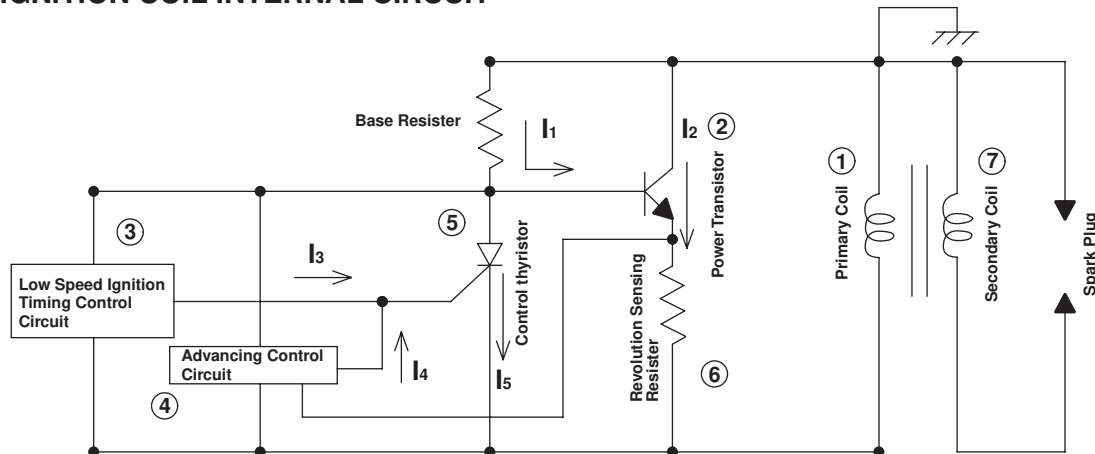 IGNITION COIL INTERNAL CIRCUIT
Base Resister
I1
I2
2
Power Transistor
1
Primary Coil
7
Secondary Coil
Spark Plug
3
Low Speed Ignition
Timing Control
Circuit
I3
5
Control thyristor
Advancing Control
Circuit
4
I4
I5
Revolution Sensing
Resister
6